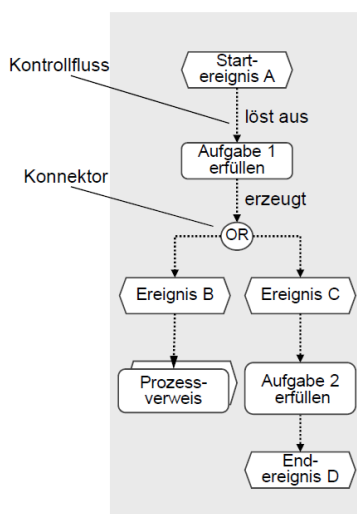 Start-
ereignis A
Kontrollfluss
löst aus
Aufgabe 1
erfüllen
Konnektor
erzeugt
OR
Ereignis B
Ereignis C
Prozess-
verweis
Aufgabe 2
erfüllen
End-
ereignis D